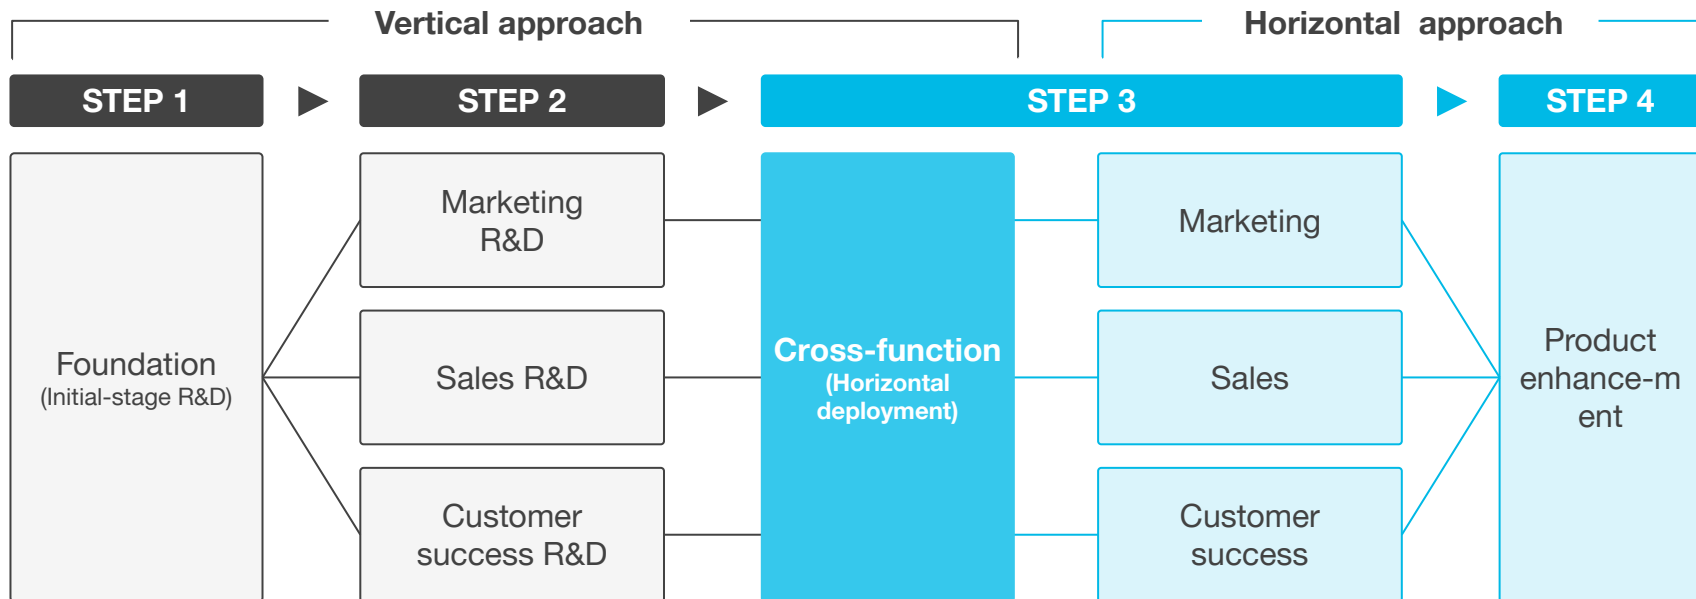 Vertical approach
Horizontal approach
STEP 1
STEP 2
STEP 3
STEP 4
Foundation
(Initial-stage R&D)
Marketing
R&D
Sales R&D
Customer
success R&D
Cross-function
(Horizontal
deployment)
Marketing
Sales
Customer
success
Product
enhance-m
ent